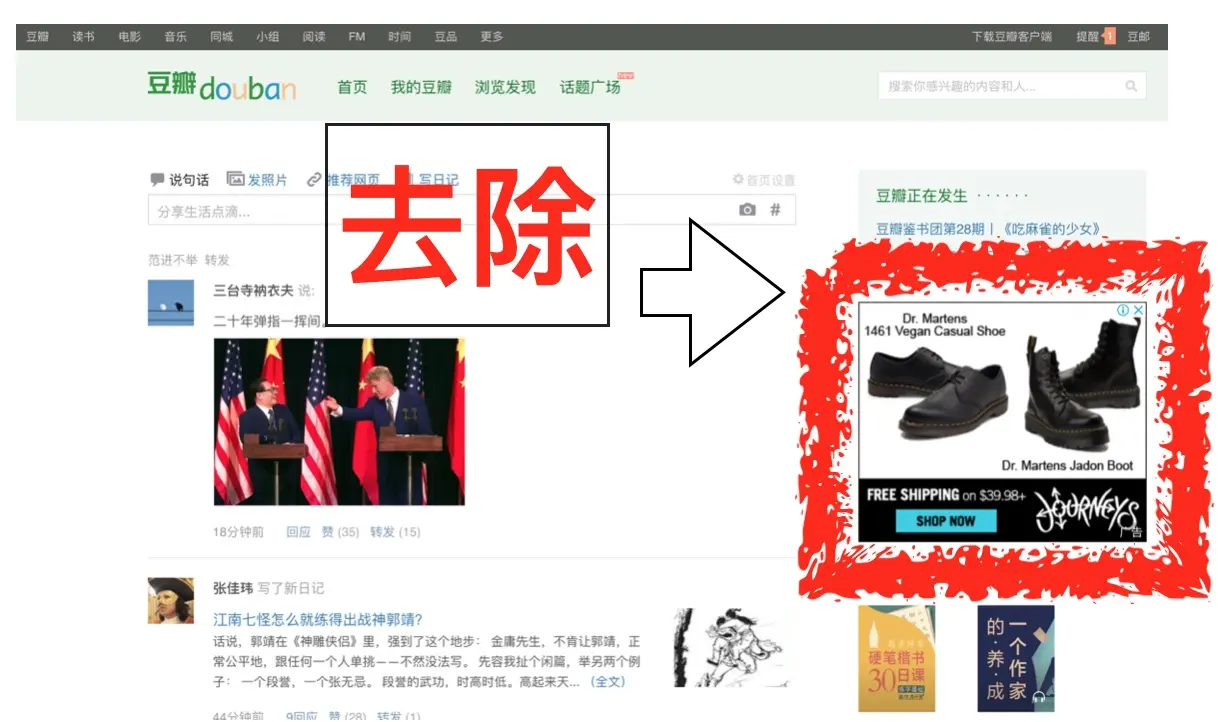 豆瓣 读书 电影 音乐 同城 小组 阅读 FM 时间 豆品 更多 下载豆瓣客户端 提醒 1 豆邮
豆瓣 douban 首页 我的豆瓣 浏览发现 话题广场 new 搜索你感兴趣的内容和人...
说句话 发照片 推荐网页 写日记 首页设置
分享生活点滴... #
去除
范进不举 转发
三台寺衲衣夫 说:
二十年弹指一挥间。
18分钟前 回应 赞 (35) 转发 (15)
张佳玮 写了新日记
江南七怪怎么就练得出战神郭靖?
话说，郭靖在《神雕侠侣》里，强到了这个地步： 金庸先生，不肯让郭靖，正
常公平地，跟任何一个人单挑——不然没法写。 先容我扯个闲篇，举另两个例
子： 一个段誉，一个张无忌。 段誉的武功，时高时低。高起来天... (全文)
44分钟前 9回应 赞 (28) 转发 (1)
豆瓣正在发生 · · · · · ·
豆瓣鉴书团第28期 | 《吃麻雀的少女》
Dr. Martens
1461 Vegan Casual Shoe
Dr. Martens Jadon Boot
FREE SHIPPING on $39.98+
SHOP NOW
JOURNEYS
广告
硬笔楷书
30日课
一个作家
的·养·成